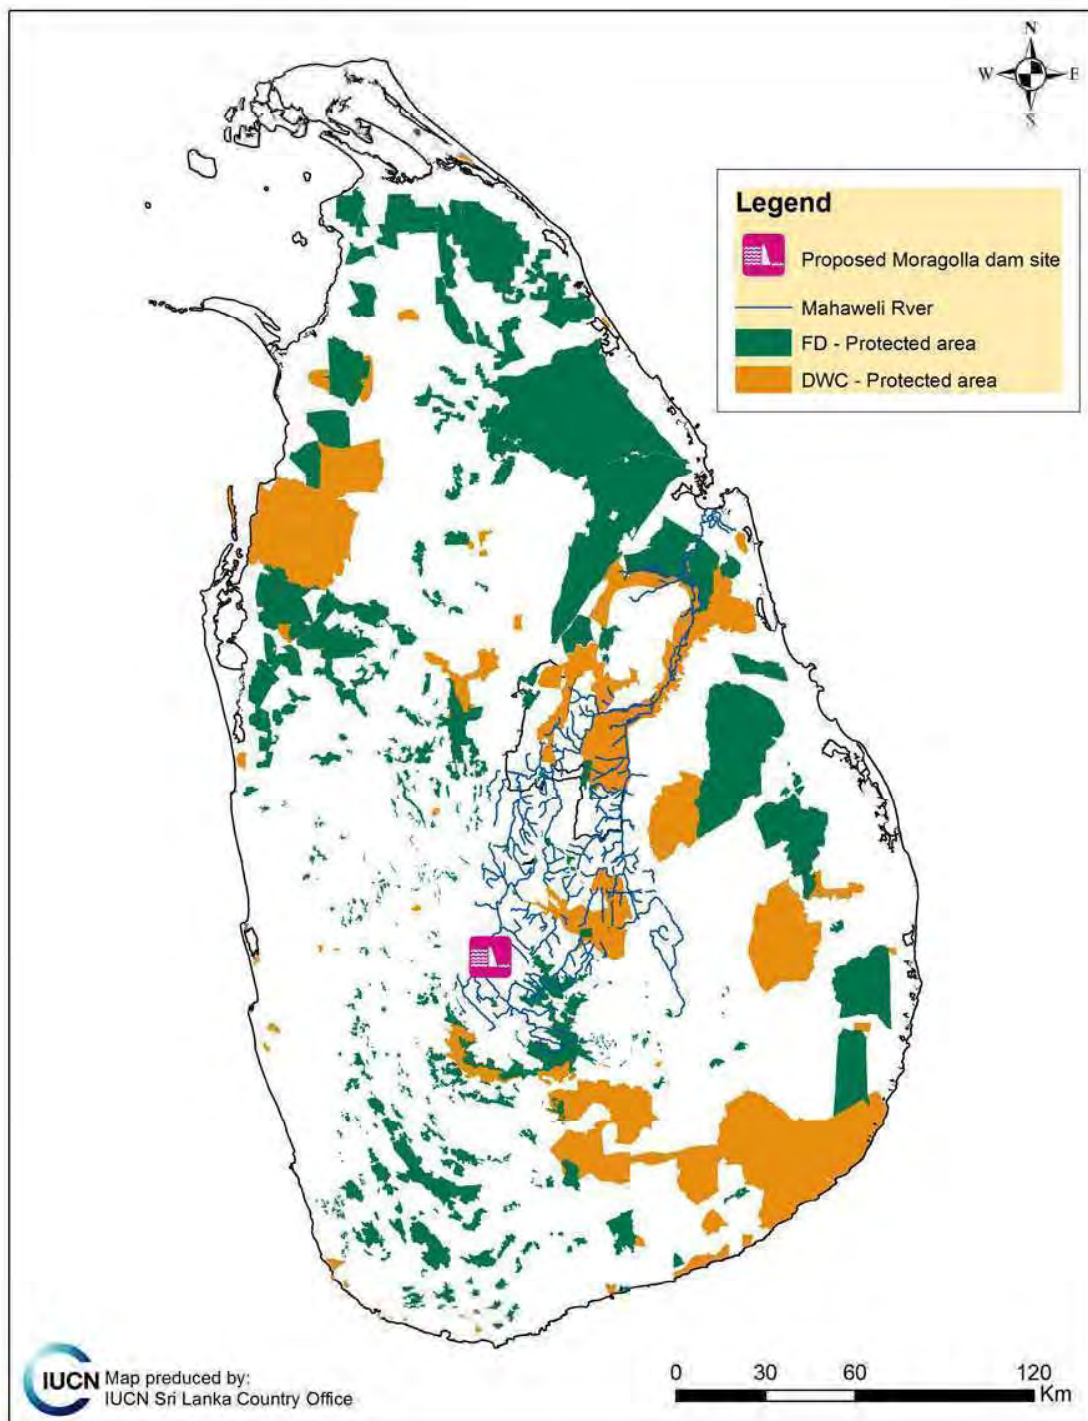 N
W E
S
Legend
Proposed Moragolla dam site
Mahaweli Rver
FD - Protected area
DWC - Protected area
IUCN
Map preduced by:
IUCN Sri Lanka Country Office
0 30 60 120
Km